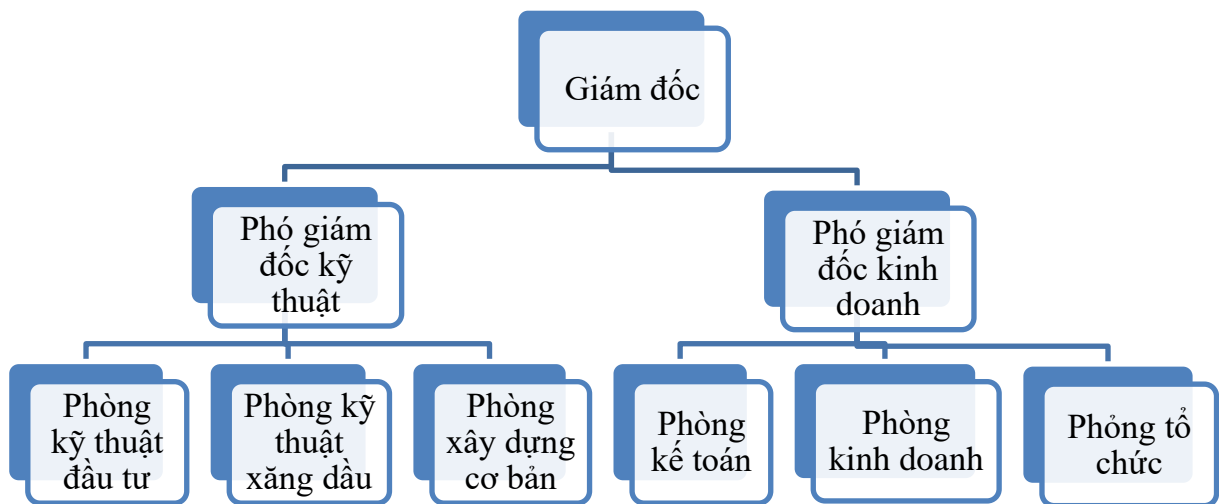 Giám đốc
Phó giám
đốc kỹ
thuật
Phó giám
đốc kinh
doanh
Phòng
kỹ thuật
đầu tư
Phòng kỹ
thuật
xăng dầu
Phòng
xây dựng
cơ bản
Phòng
kế toán
Phòng
kinh doanh
Phỏng tổ
chức